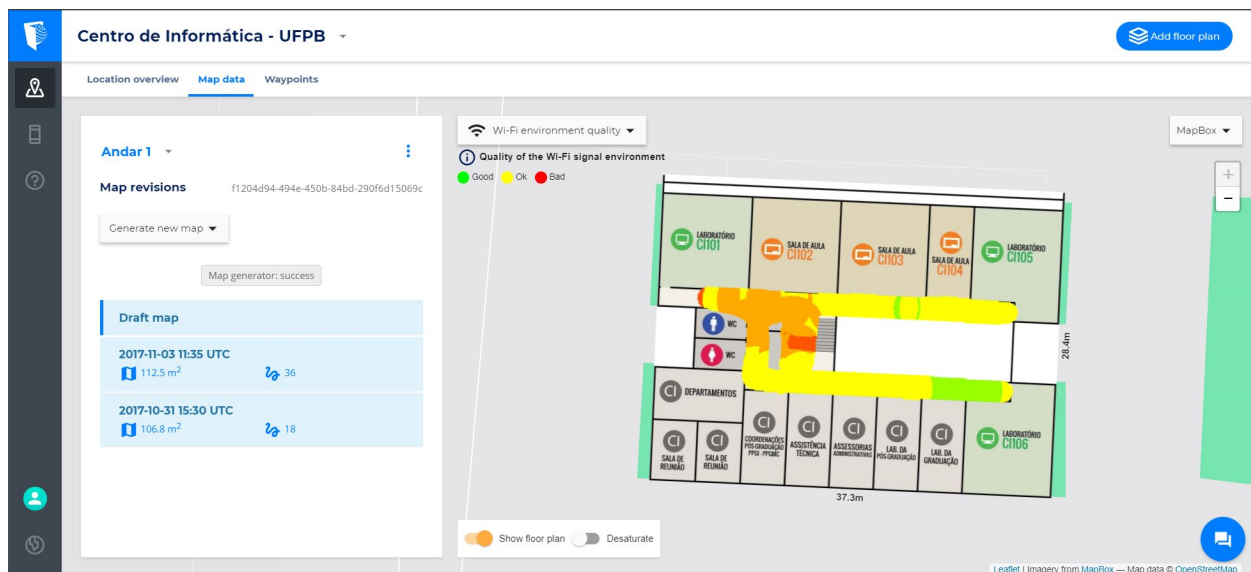 Centro de Informática - UFPB
Add floor plan
Location overview Map data Waypoints
Andar 1
Map revisions f1204d94-494e-450b-84bd-290f6d15069c
Generate new map
Map generator: success
Draft map
2017-11-03 11:35 UTC
112.5 m² 36
2017-10-31 15:30 UTC
106.8 m² 18
Wi-Fi environment quality
MapBox
Quality of the Wi-Fi signal environment
Good Ok Bad
+
−
LABORATÓRIO
CI101
SALA DE AULA
CI102
SALA DE AULA
CI103
SALA DE AULA
CI104
LABORATÓRIO
CI105
WC
WC
28.4m
CI DEPARTAMENTOS
CI
SALA DE
REUNIÃO
CI
SALA DE
REUNIÃO
CI
COORDENAÇÕES
PÓS GRADUAÇÃO
PPGI - PPGMMC
CI
ASSISTÊNCIA
TÉCNICA
CI
ASSESSORIAS
ADMINISTRATIVAS
CI
LAB. DA
PÓS GRADUAÇÃO
CI
LAB. DA
GRADUAÇÃO
LABORATÓRIO
CI106
37.3m
Show floor plan Desaturate
Leaflet | Imagery from MapBox — Map data © OpenStreetMap